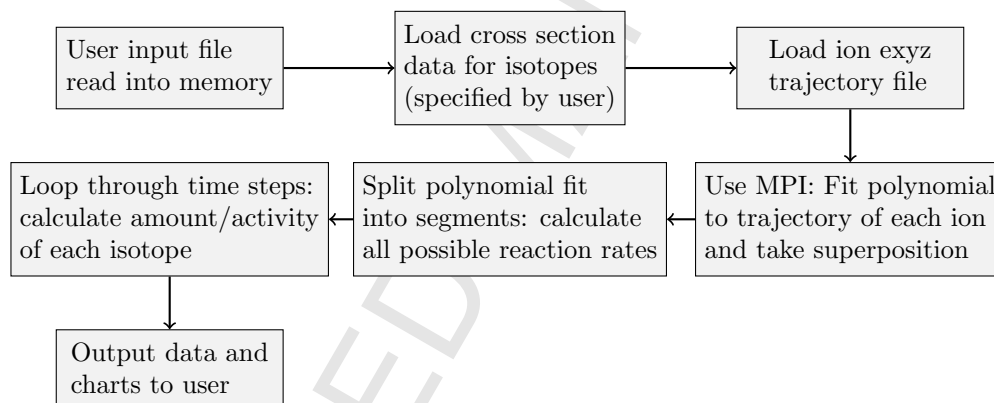 User input file
read into memory
Load cross section
data for isotopes
(specified by user)
Load ion exyz
trajectory file
Use MPI: Fit polynomial
to trajectory of each ion
and take superposition
Split polynomial fit
into segments: calculate
all possible reaction rates
Loop through time steps:
calculate amount/activity
of each isotope
Output data and
charts to user